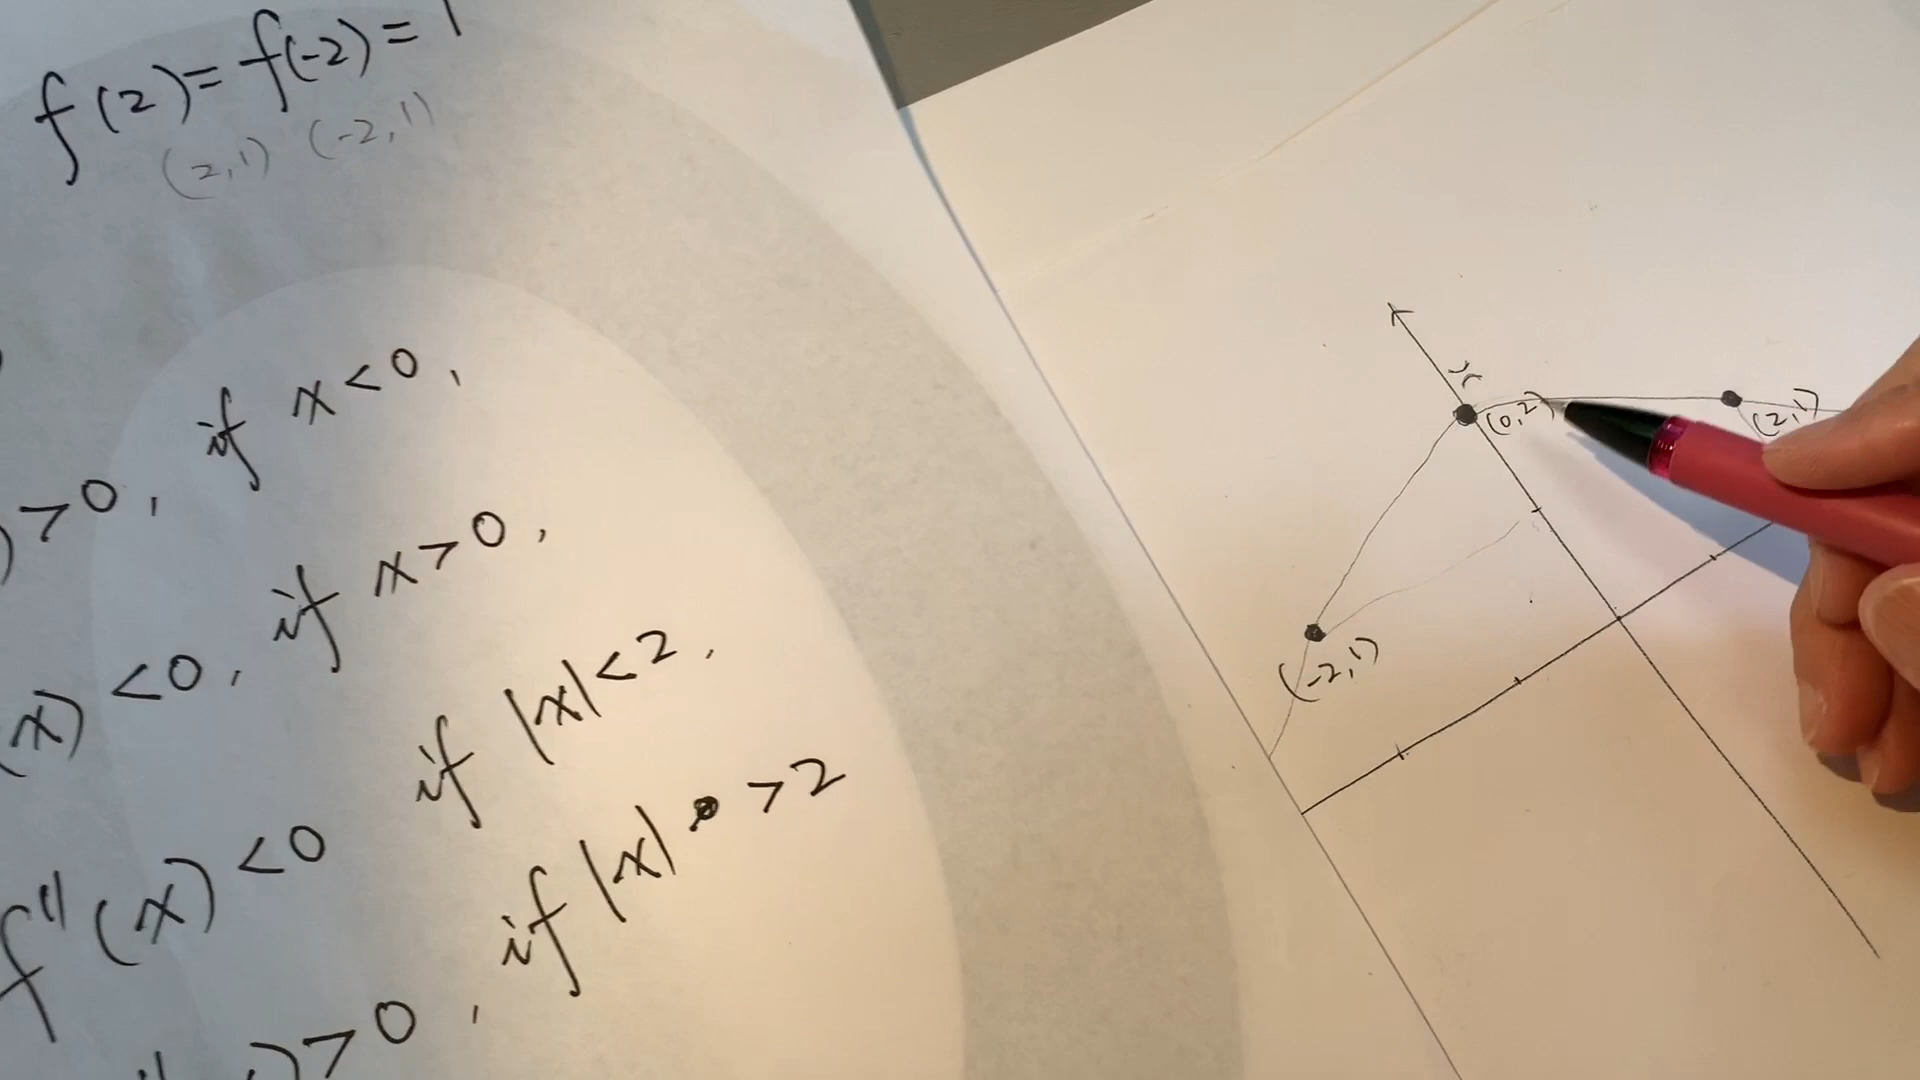 f(2)=f(-2)=1
(2,1) (-2,1)
)>0, if x<0,
(x)<0, if x>0,
f''(x)<0 if |x|<2,
)>0, if |x|>2
y
(0,2)
(2,1)
(-2,1)